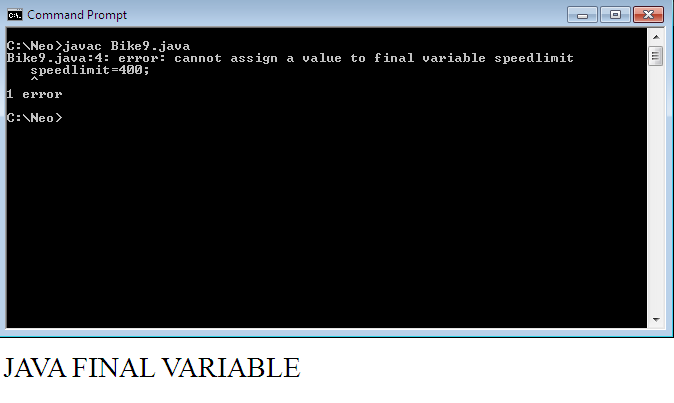 Command Prompt
C:\Neo>javac Bike9.java
Bike9.java:4: error: cannot assign a value to final variable speedlimit
   speedlimit=400;
   ^
1 error
C:\Neo>
JAVA FINAL VARIABLE